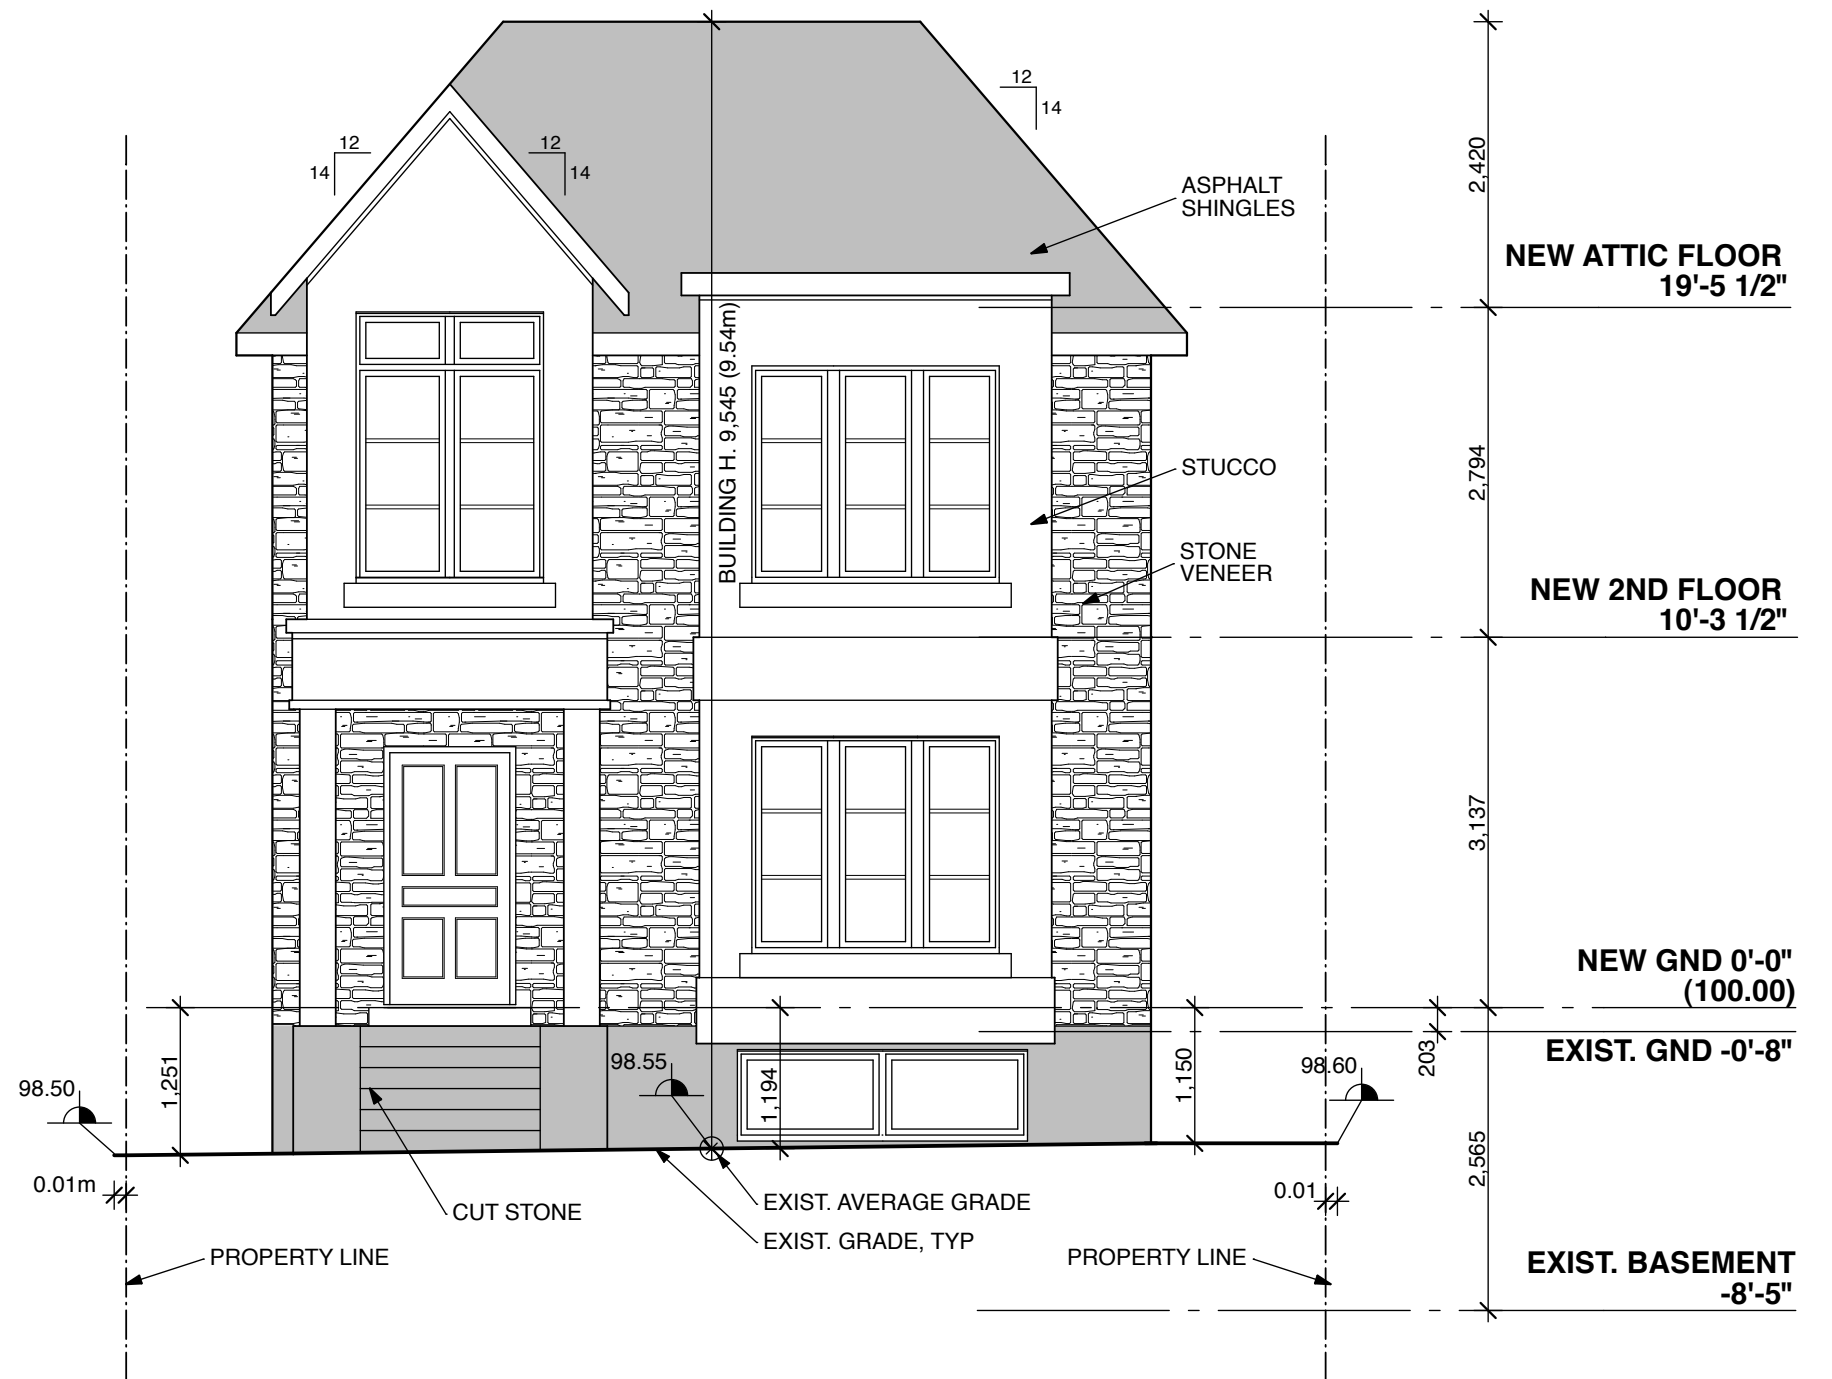 12
14
12
14
12
14
2,420
ASPHALT
SHINGLES
NEW ATTIC FLOOR
19'-5 1/2"
BUILDING H. 9,545 (9.54m)
2,794
STUCCO
STONE
VENEER
NEW 2ND FLOOR
10'-3 1/2"
3,137
NEW GND 0'-0"
(100.00)
EXIST. GND -0'-8"
203
98.50
1,251
98.55
1,194
1,150
98.60
2,565
0.01m
0.01
CUT STONE
EXIST. AVERAGE GRADE
EXIST. GRADE, TYP
PROPERTY LINE
PROPERTY LINE
EXIST. BASEMENT
-8'-5"